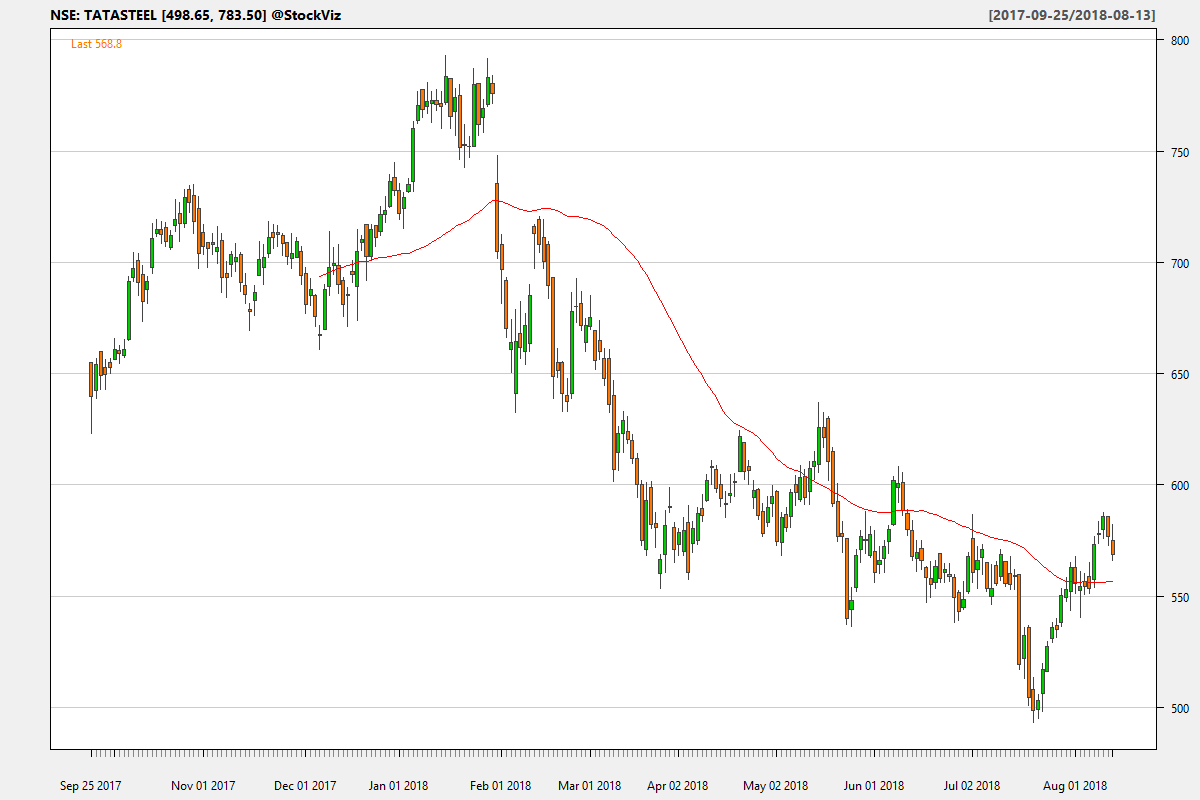 NSE: TATASTEEL [498.65, 783.50] @StockViz
[2017-09-25/2018-08-13]
Last 568.8
800
750
700
650
600
550
500
Sep 25 2017
Nov 01 2017
Dec 01 2017
Jan 01 2018
Feb 01 2018
Mar 01 2018
Apr 02 2018
May 02 2018
Jun 01 2018
Jul 02 2018
Aug 01 2018